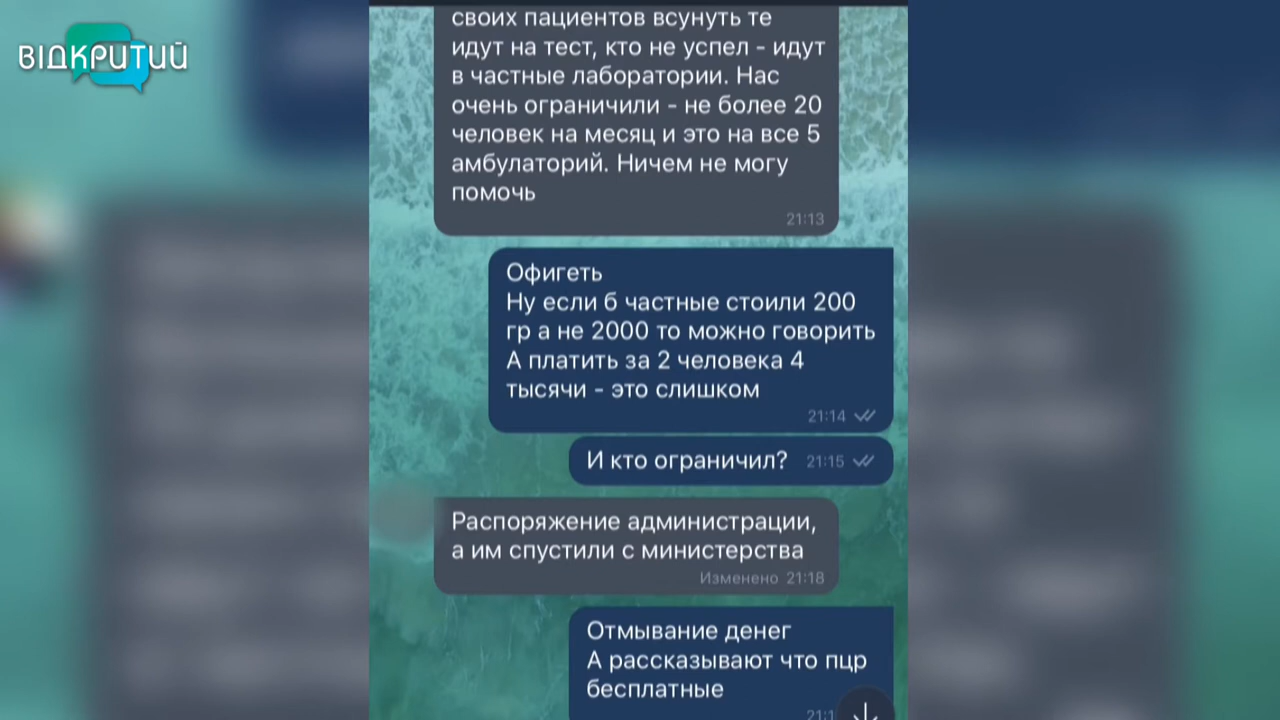 ВІДКРИТИЙ
своих пациентов всунуть те
идут на тест, кто не успел - идут
в частные лаборатории. Нас
очень ограничили - не более 20
человек на месяц и это на все 5
амбулаторий. Ничем не могу
помочь
21:13
Офигеть
Ну если б частные стоили 200
гр а не 2000 то можно говорить
А платить за 2 человека 4
тысячи - это слишком
21:14
И кто ограничил? 21:15
Распоряжение администрации,
а им спустили с министерства
Изменено 21:18
Отмывание денег
А рассказывают что пцр
бесплатные